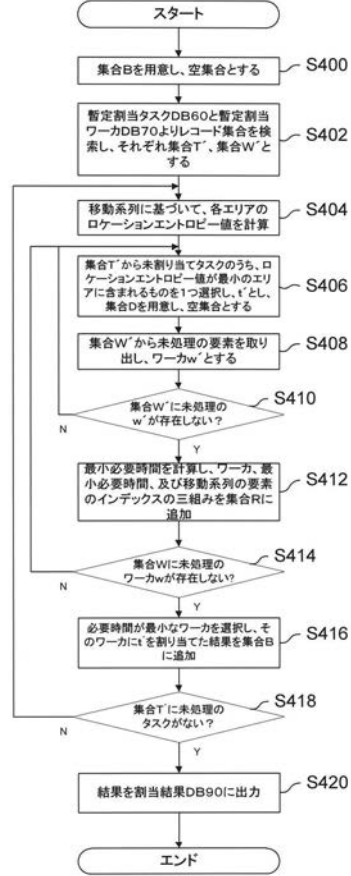 スタート
集合Bを用意し、空集合とする
S400
暫定割当タスクDB60と暫定割当
ワーカDB70よりレコード集合を検
索し、それぞれ集合T´、集合W´と
する
S402
移動系列に基づいて、各エリアの
ロケーションエントロピー値を計算
S404
集合T´から未割り当てタスクのうち、ロ
ケーションエントロピー値が最小のエリ
アに含まれるものを1つ選択し、t´とし、
集合Dを用意し、空集合とする
S406
集合W´から未処理の要素を取
り出し、ワーカw´とする
S408
集合W´に未処理の
w´が存在しない?
S410
N
Y
最小必要時間を計算し、ワーカ、最
小必要時間、及び移動系列の要素
のインデックスの三組みを集合Rに
追加
S412
集合Wに未処理の
ワーカwが存在しない?
S414
N
Y
必要時間が最小なワーカを選択し、そ
のワーカにt´を割り当てた結果を集合B
に追加
S416
集合T´に未処理の
タスクがない?
S418
N
Y
結果を割当結果DB90に出力
S420
エンド